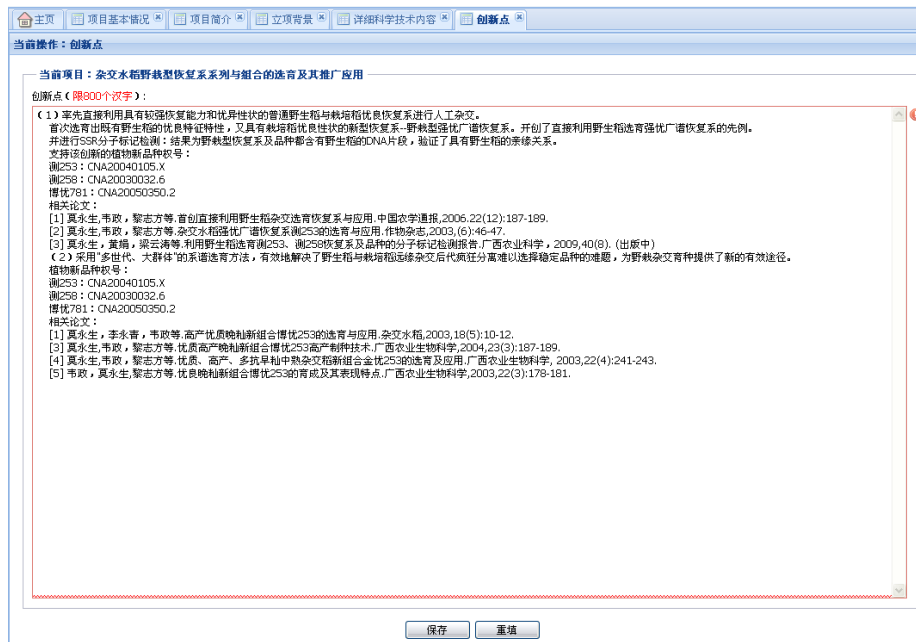 主页 项目基本情况 项目简介 立项背景 详细科学技术内容 创新点
当前操作：创新点
当前项目：杂交水稻野栽型恢复系系列与组合的选育及其推广应用
创新点（限800个汉字）：
（1）率先直接利用具有较强恢复能力和优异性状的普通野生稻与栽培稻优良恢复系进行人工杂交。
首次选育出既有野生稻的优良特征特性，又具有栽培稻优良性状的新型恢复系--野栽型强优广谱恢复系。开创了直接利用野生稻选育强优广谱恢复系的先例。
并进行SSR分子标记检测：结果为野栽型恢复系及品种都含有野生稻的DNA片段，验证了具有野生稻的亲缘关系。
支持该创新的植物新品种权号：
测253：CNA20040105.X
测258：CNA20030032.6
博优781：CNA20050350.2
相关论文：
[1] 莫永生,韦政，黎志方等.首创直接利用野生稻杂交选育恢复系与应用.中国农学通报,2006.22(12):187-189.
[2] 莫永生,韦政，黎志方等.杂交水稻强优广谱恢复系测253的选育与应用.作物杂志,2003,(6):46-47.
[3] 莫永生，黄娟，梁云涛等.利用野生稻选育测253、测258恢复系及品种的分子标记检测报告.广西农业科学，2009,40(8).（出版中）
（2）采用"多世代、大群体"的系谱选育方法，有效地解决了野生稻与栽培稻远缘杂交后代疯狂分离难以选择稳定品种的难题，为野栽杂交育种提供了新的有效途径。
植物新品种权号：
测253：CNA20040105.X
测258：CNA20030032.6
博优781：CNA20050350.2
相关论文：
[1] 莫永生，李永青，韦政等.高产优质晚籼新组合博优253的选育与应用.杂交水稻,2003,18(5):10-12.
[3] 莫永生,韦政，黎志方等.优质高产晚籼新组合博优253高产制种技术.广西农业生物科学,2004,23(3):187-189.
[4] 莫永生,韦政，黎志方等.优质、高产、多抗早籼中熟杂交稻新组合金优253的选育及应用.广西农业生物科学, 2003,22(4):241-243.
[5] 韦政，莫永生,黎志方等.优良晚籼新组合博优253的育成及其表现特点.广西农业生物科学,2003,22(3):178-181.
保存 重填